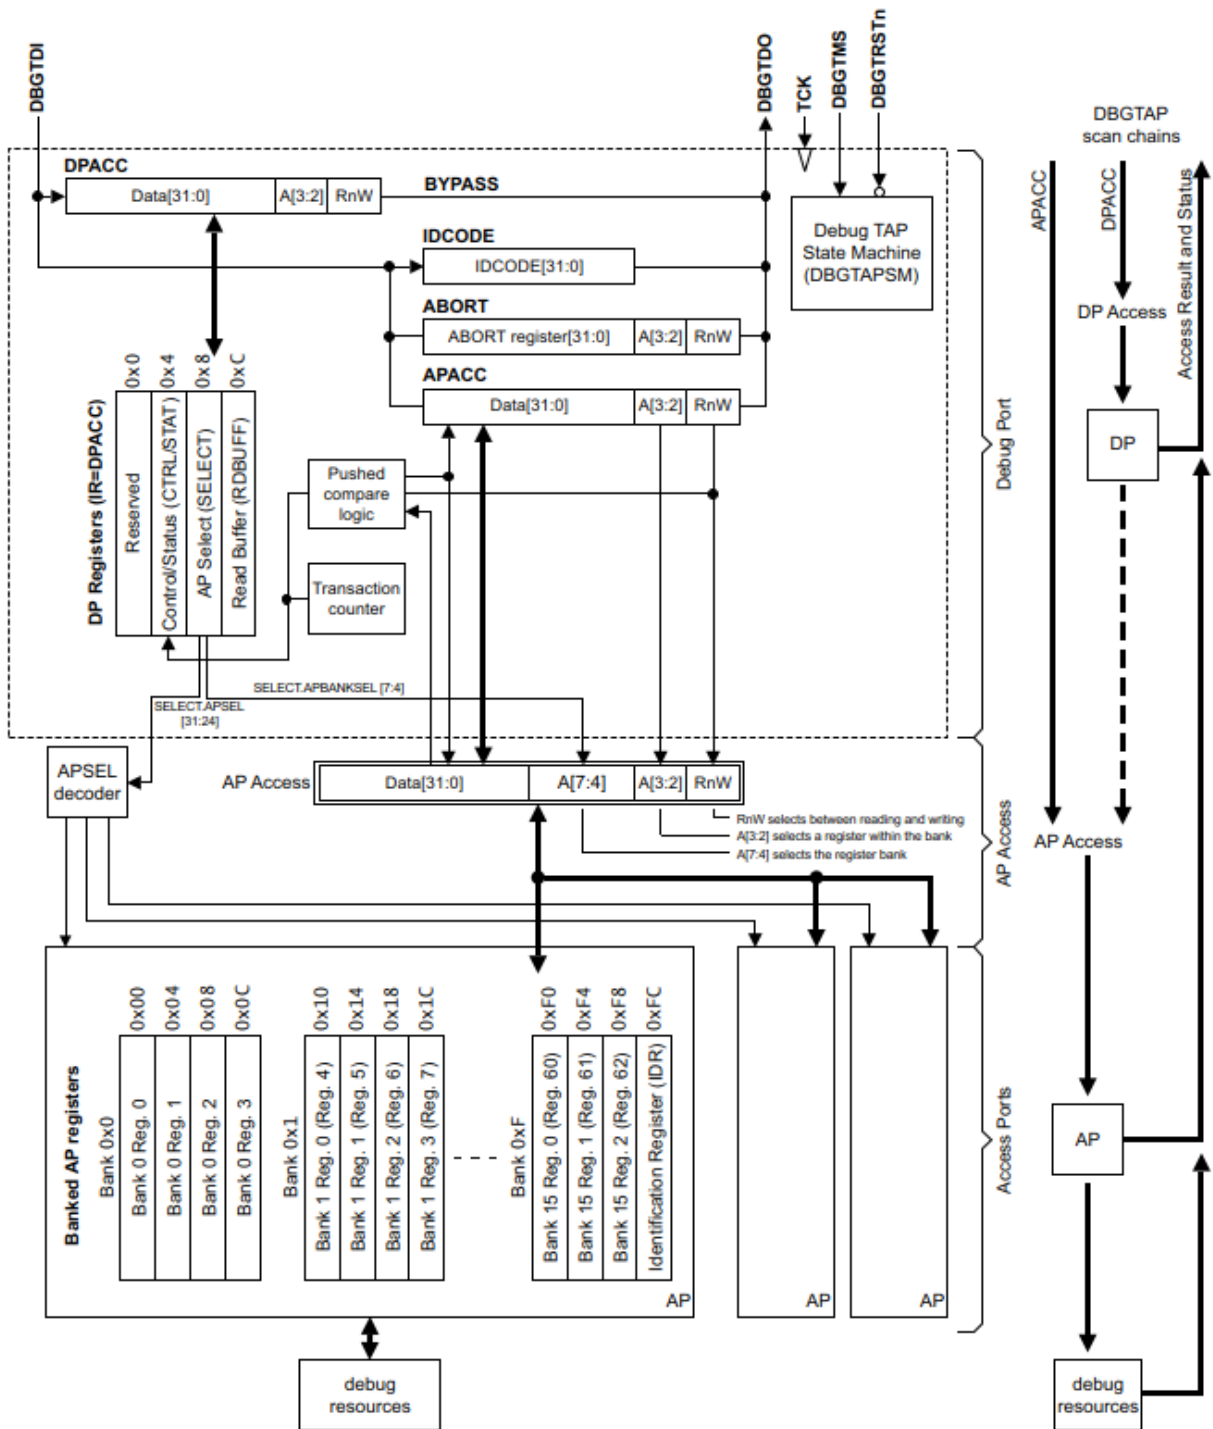 DBGTDI
DBGTDO
TCK
DBGTMS
DBGTRSTn
DBGTAP
scan chains
DPACC
Data[31:0]
A[3:2]
RnW
BYPASS
IDCODE
IDCODE[31:0]
ABORT
ABORT register[31:0]
A[3:2]
RnW
APACC
Data[31:0]
A[3:2]
RnW
Debug TAP
State Machine
(DBGTAPSM)
Debug Port
APACC
DPACC
Access Result and Status
DP Access
DP
DP Registers (IR=DPACC)
0x0
0x4
0x8
0xC
Reserved
Control/Status (CTRL/STAT)
AP Select (SELECT)
Read Buffer (RDBUFF)
Pushed
compare
logic
Transaction
counter
SELECT.APBANKSEL [7:4]
SELECT.APSEL
[31:24]
APSEL
decoder
AP Access
Data[31:0]
A[7:4]
A[3:2]
RnW
RnW selects between reading and writing
A[3:2] selects a register within the bank
A[7:4] selects the register bank
AP Access
AP Access
Banked AP registers
Bank 0x0
0x00
0x04
0x08
0x0C
Bank 0 Reg. 0
Bank 0 Reg. 1
Bank 0 Reg. 2
Bank 0 Reg. 3
Bank 0x1
0x10
0x14
0x18
0x1C
Bank 1 Reg. 0 (Reg. 4)
Bank 1 Reg. 1 (Reg. 5)
Bank 1 Reg. 2 (Reg. 6)
Bank 1 Reg. 3 (Reg. 7)
Bank 0xF
0xF0
0xF4
0xF8
0xFC
Bank 15 Reg. 0 (Reg. 60)
Bank 15 Reg. 1 (Reg. 61)
Bank 15 Reg. 2 (Reg. 62)
Identification Register (IDR)
AP
AP
AP
Access Ports
AP
debug
resources
debug
resources